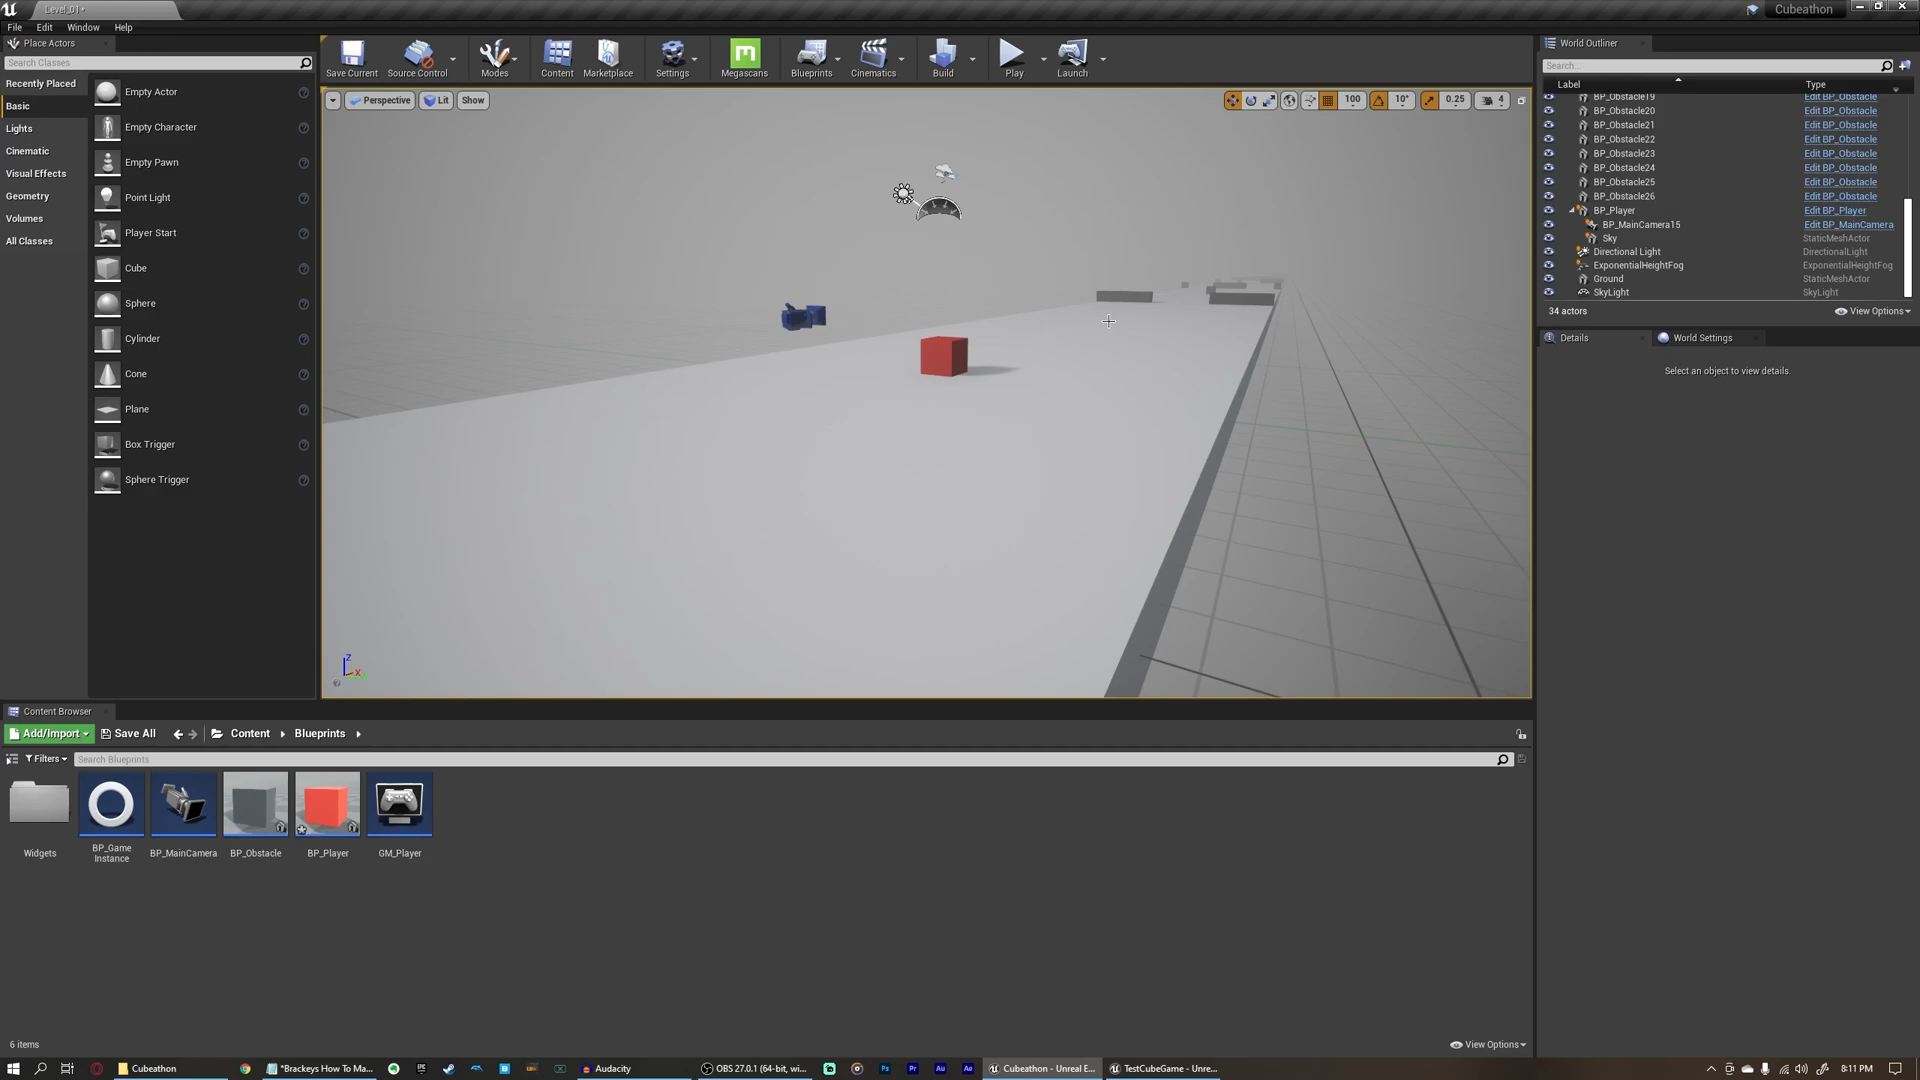 Level_01*
Cubeathon
File Edit Window Help
Place Actors
Search Classes
Recently Placed
Basic
Lights
Cinematic
Visual Effects
Geometry
Volumes
All Classes
Empty Actor
Empty Character
Empty Pawn
Point Light
Player Start
Cube
Sphere
Cylinder
Cone
Plane
Box Trigger
Sphere Trigger
Save Current Source Control Modes Content Marketplace Settings Megascans Blueprints Cinematics Build Play Launch
Perspective Lit Show
100 10° 0.25 4
Z
X
World Outliner
Search...
Label Type
BP_Obstacle19 Edit BP_Obstacle
BP_Obstacle20 Edit BP_Obstacle
BP_Obstacle21 Edit BP_Obstacle
BP_Obstacle22 Edit BP_Obstacle
BP_Obstacle23 Edit BP_Obstacle
BP_Obstacle24 Edit BP_Obstacle
BP_Obstacle25 Edit BP_Obstacle
BP_Obstacle26 Edit BP_Obstacle
BP_Player Edit BP_Player
BP_MainCamera15 Edit BP_MainCamera
Sky StaticMeshActor
Directional Light DirectionalLight
ExponentialHeightFog ExponentialHeightFog
Ground StaticMeshActor
SkyLight SkyLight
34 actors View Options
Details World Settings
Select an object to view details.
Content Browser
Add/Import Save All Content Blueprints
Filters Search Blueprints
Widgets
BP_Game
Instance
BP_MainCamera
BP_Obstacle
BP_Player
GM_Player
6 items View Options
Cubeathon *Brackeys How To Ma... Audacity OBS 27.0.1 (64-bit, wi... Cubeathon - Unreal E... TestCubeGame - Unre... 8:11 PM